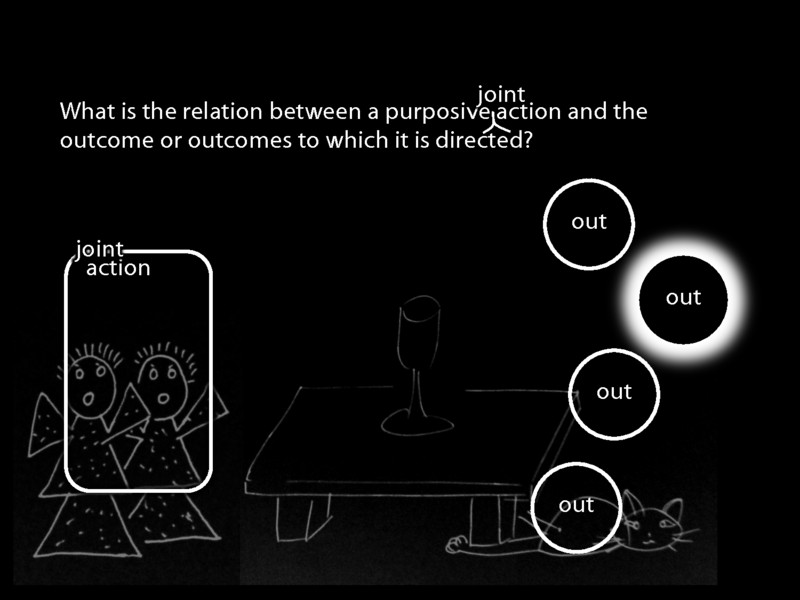 joint
What is the relation between a purposive action and the
outcome or outcomes to which it is directed?
out
joint
action
out
out
out